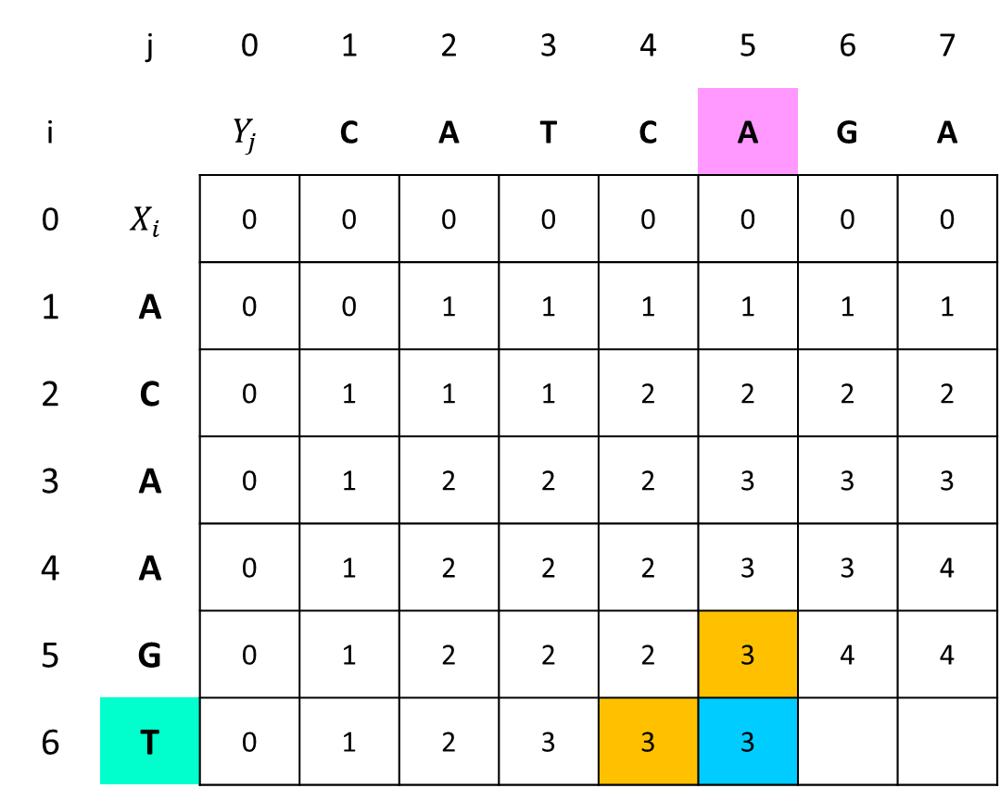 j 0 1 2 3 4 5 6 7
i Yj C A T C A G A
0 Xi 0 0 0 0 0 0 0 0
1 A 0 0 1 1 1 1 1 1
2 C 0 1 1 1 2 2 2 2
3 A 0 1 2 2 2 3 3 3
4 A 0 1 2 2 2 3 3 4
5 G 0 1 2 2 2 3 4 4
6 T 0 1 2 3 3 3